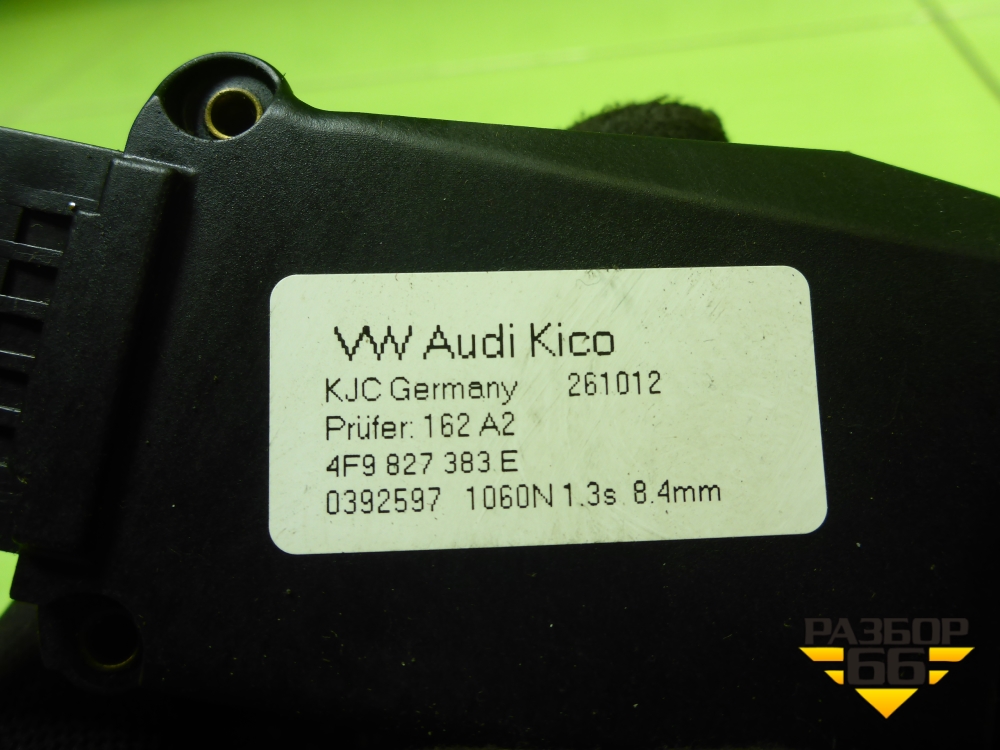 VW Audi Kico
KJC Germany 261012
Prüfer: 162 A2
4F9 827 383 E
0392597 1060N 1.3s 8.4mm
РАЗБОР
66